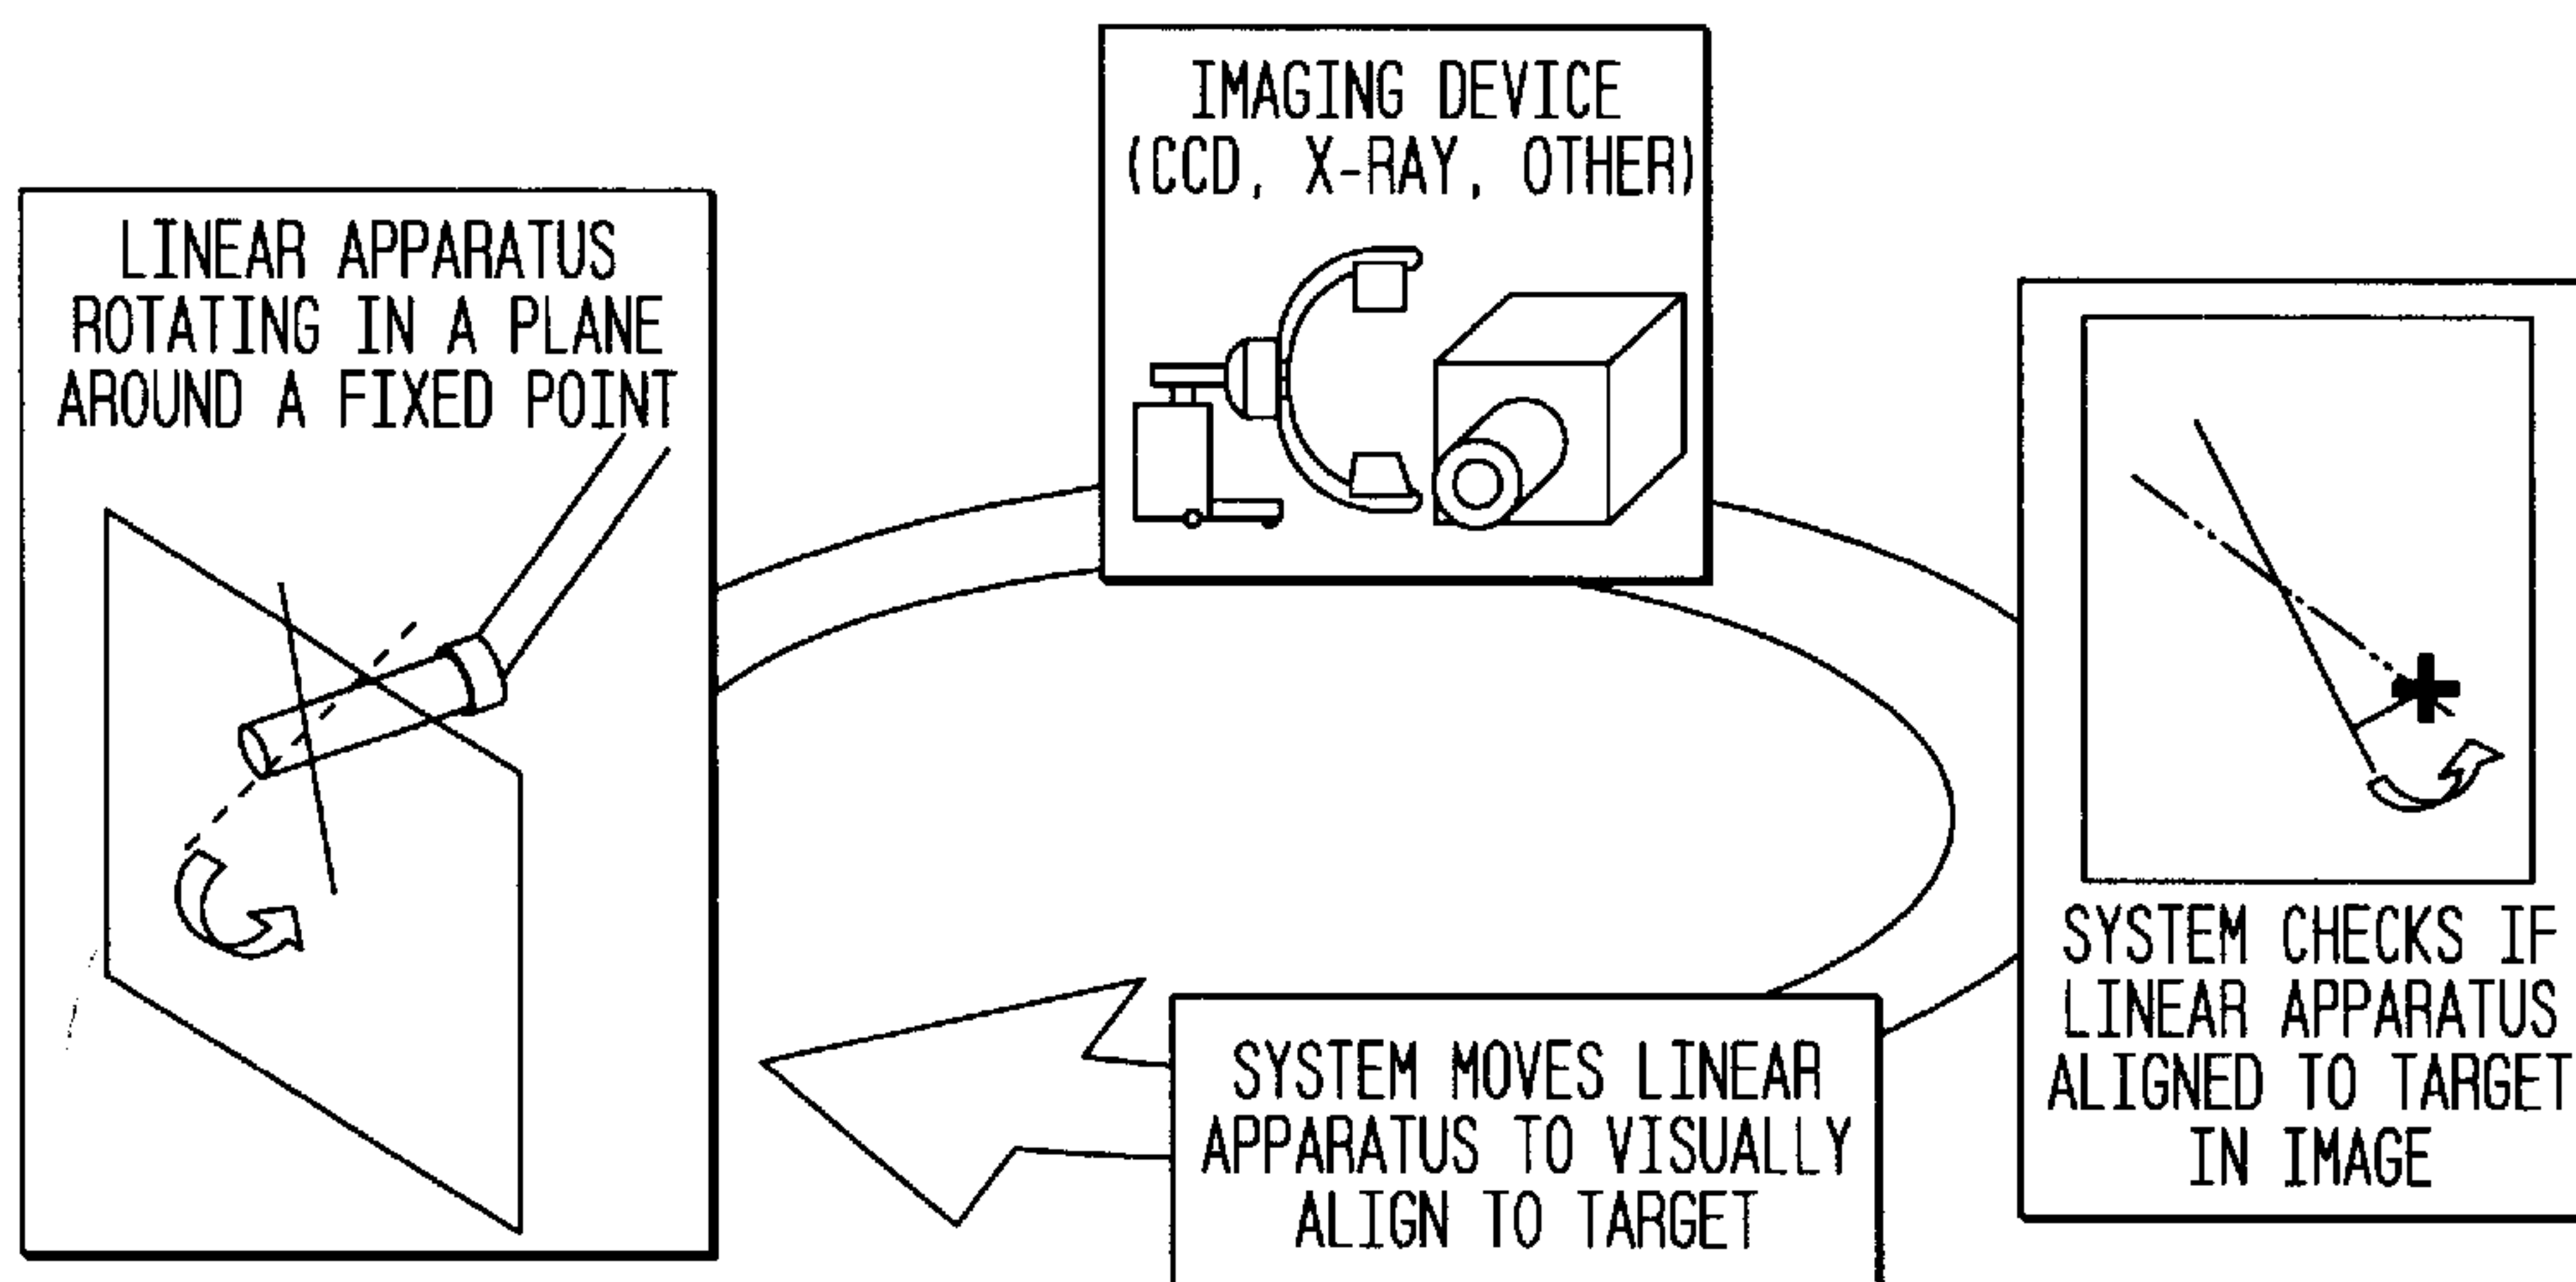 LINEAR APPARATUS
ROTATING IN A PLANE
AROUND A FIXED POINT
IMAGING DEVICE
(CCD, X-RAY, OTHER)
SYSTEM CHECKS IF
LINEAR APPARATUS
ALIGNED TO TARGET
IN IMAGE
SYSTEM MOVES LINEAR
APPARATUS TO VISUALLY
ALIGN TO TARGET